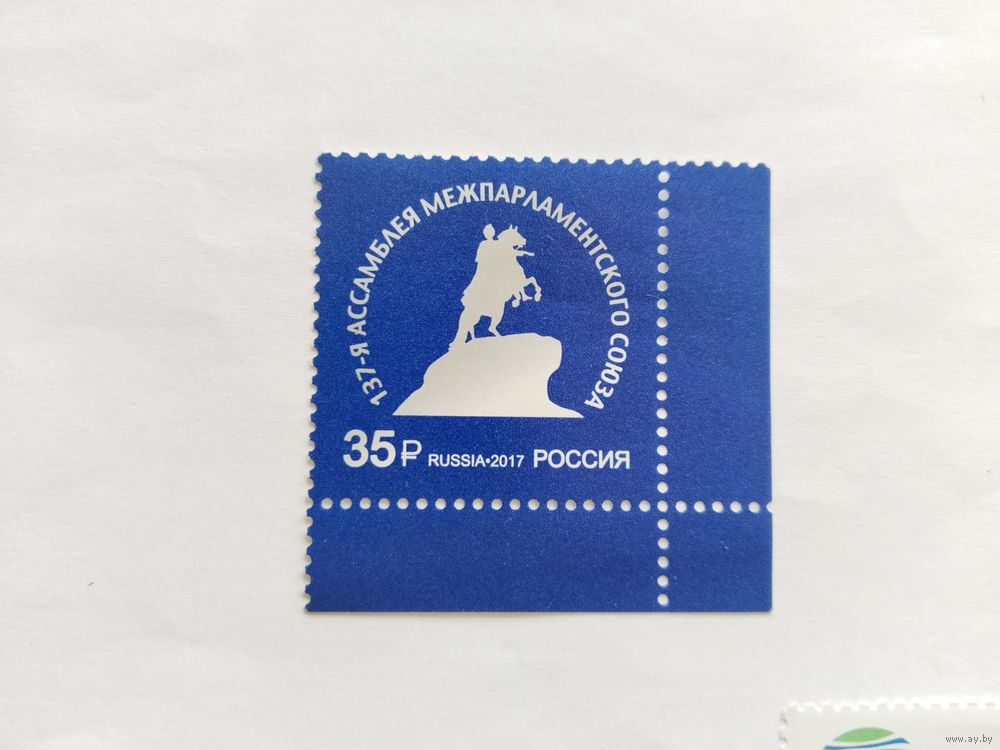 137-Я АССАМБЛЕЯ МЕЖПАРЛАМЕНТСКОГО СОЮЗА
35₽ RUSSIA•2017 РОССИЯ
www.ay.by